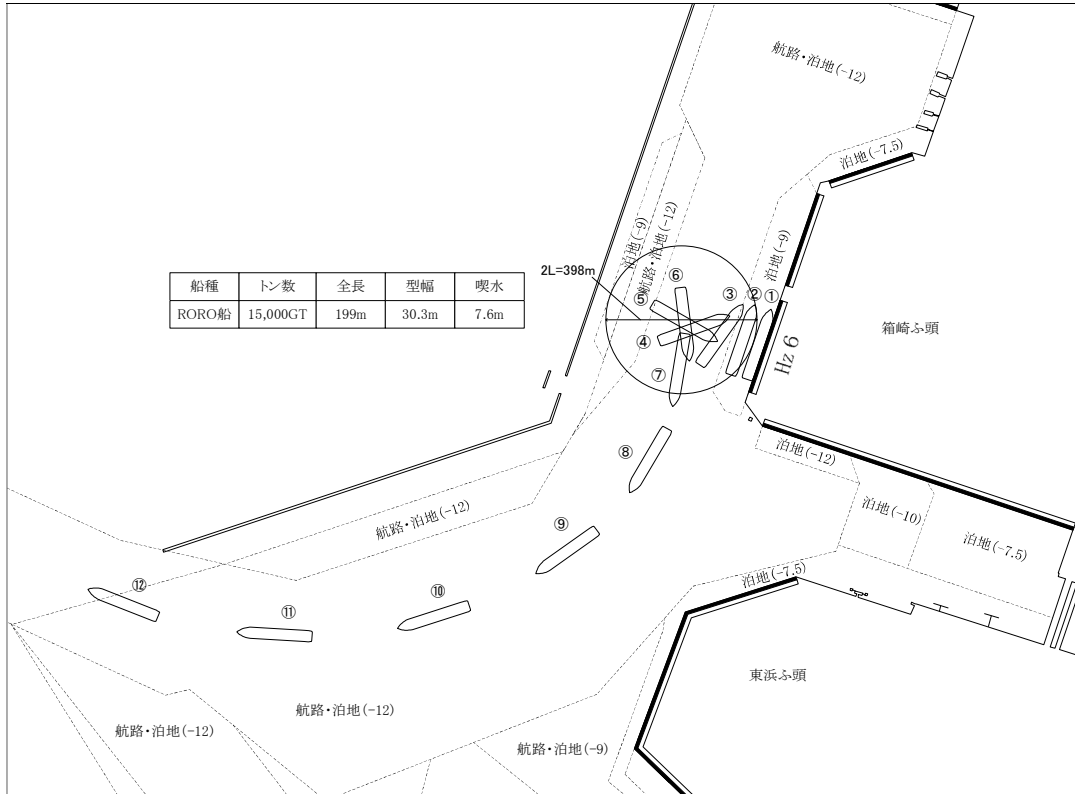 航路・泊地(-12)
泊地(-7.5)
泊地(-9)
航路・泊地(-12)
泊地(-9)
2L=398m
⑥
⑤
③
②
①
④
⑦
Hz 6
箱崎ふ頭
船種 トン数 全長 型幅 喫水
RORO船 15,000GT 199m 30.3m 7.6m
⑧
泊地(-12)
泊地(-10)
泊地(-7.5)
航路・泊地(-12)
⑨
泊地(-7.5)
⑫
⑪
⑩
東浜ふ頭
航路・泊地(-12)
航路・泊地(-12)
航路・泊地(-9)